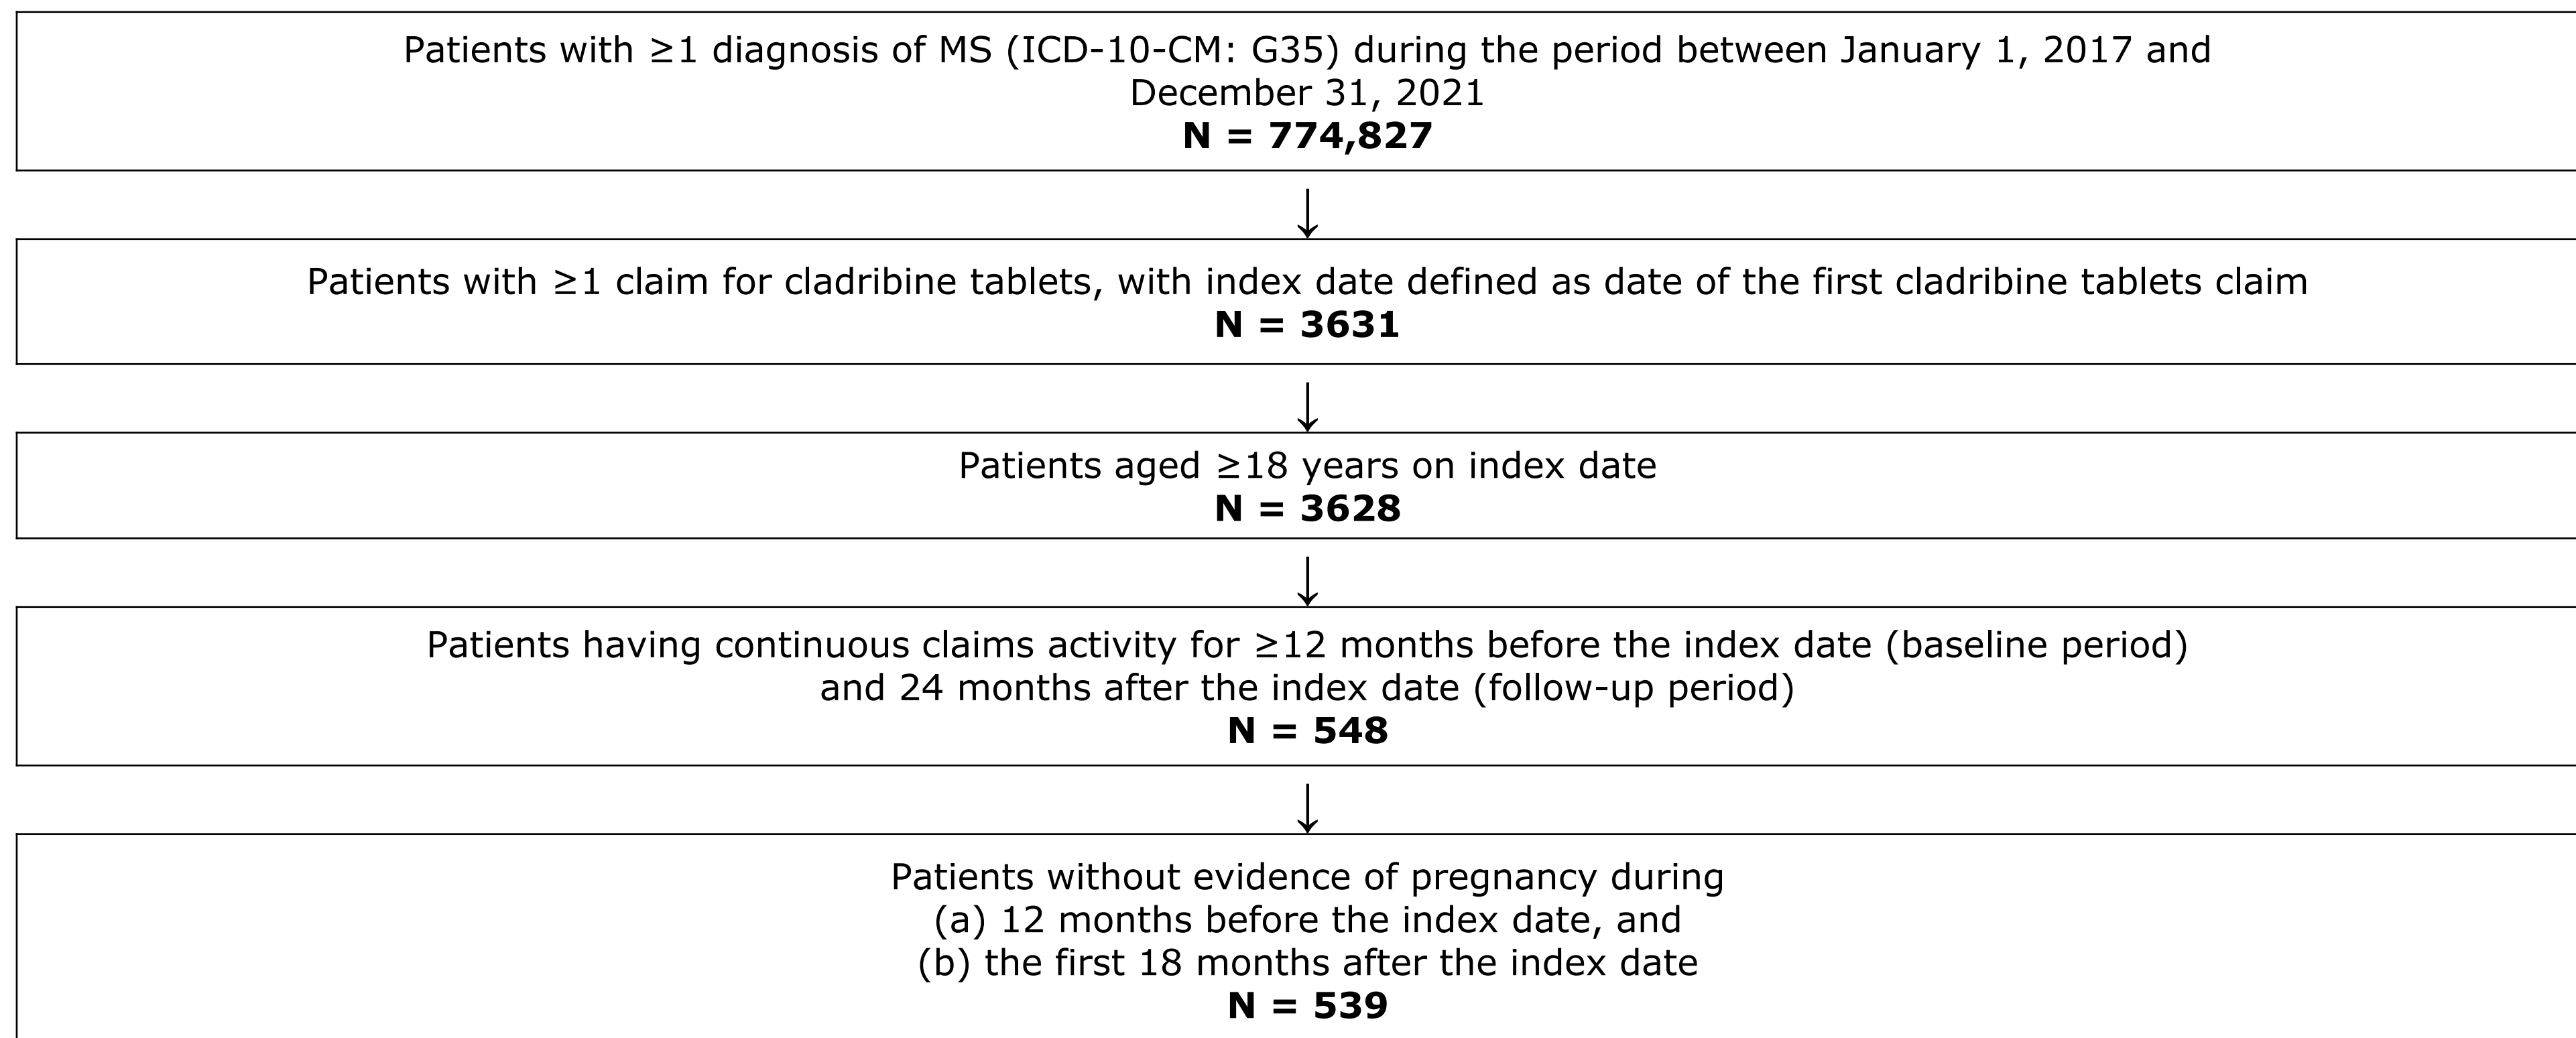 Patients with ≥1 diagnosis of MS (ICD-10-CM: G35) during the period between January 1, 2017 and
December 31, 2021
N = 774,827
↓
Patients with ≥1 claim for cladribine tablets, with index date defined as date of the first cladribine tablets claim
N = 3631
↓
Patients aged ≥18 years on index date
N = 3628
↓
Patients having continuous claims activity for ≥12 months before the index date (baseline period)
and 24 months after the index date (follow-up period)
N = 548
↓
Patients without evidence of pregnancy during
(a) 12 months before the index date, and
(b) the first 18 months after the index date
N = 539